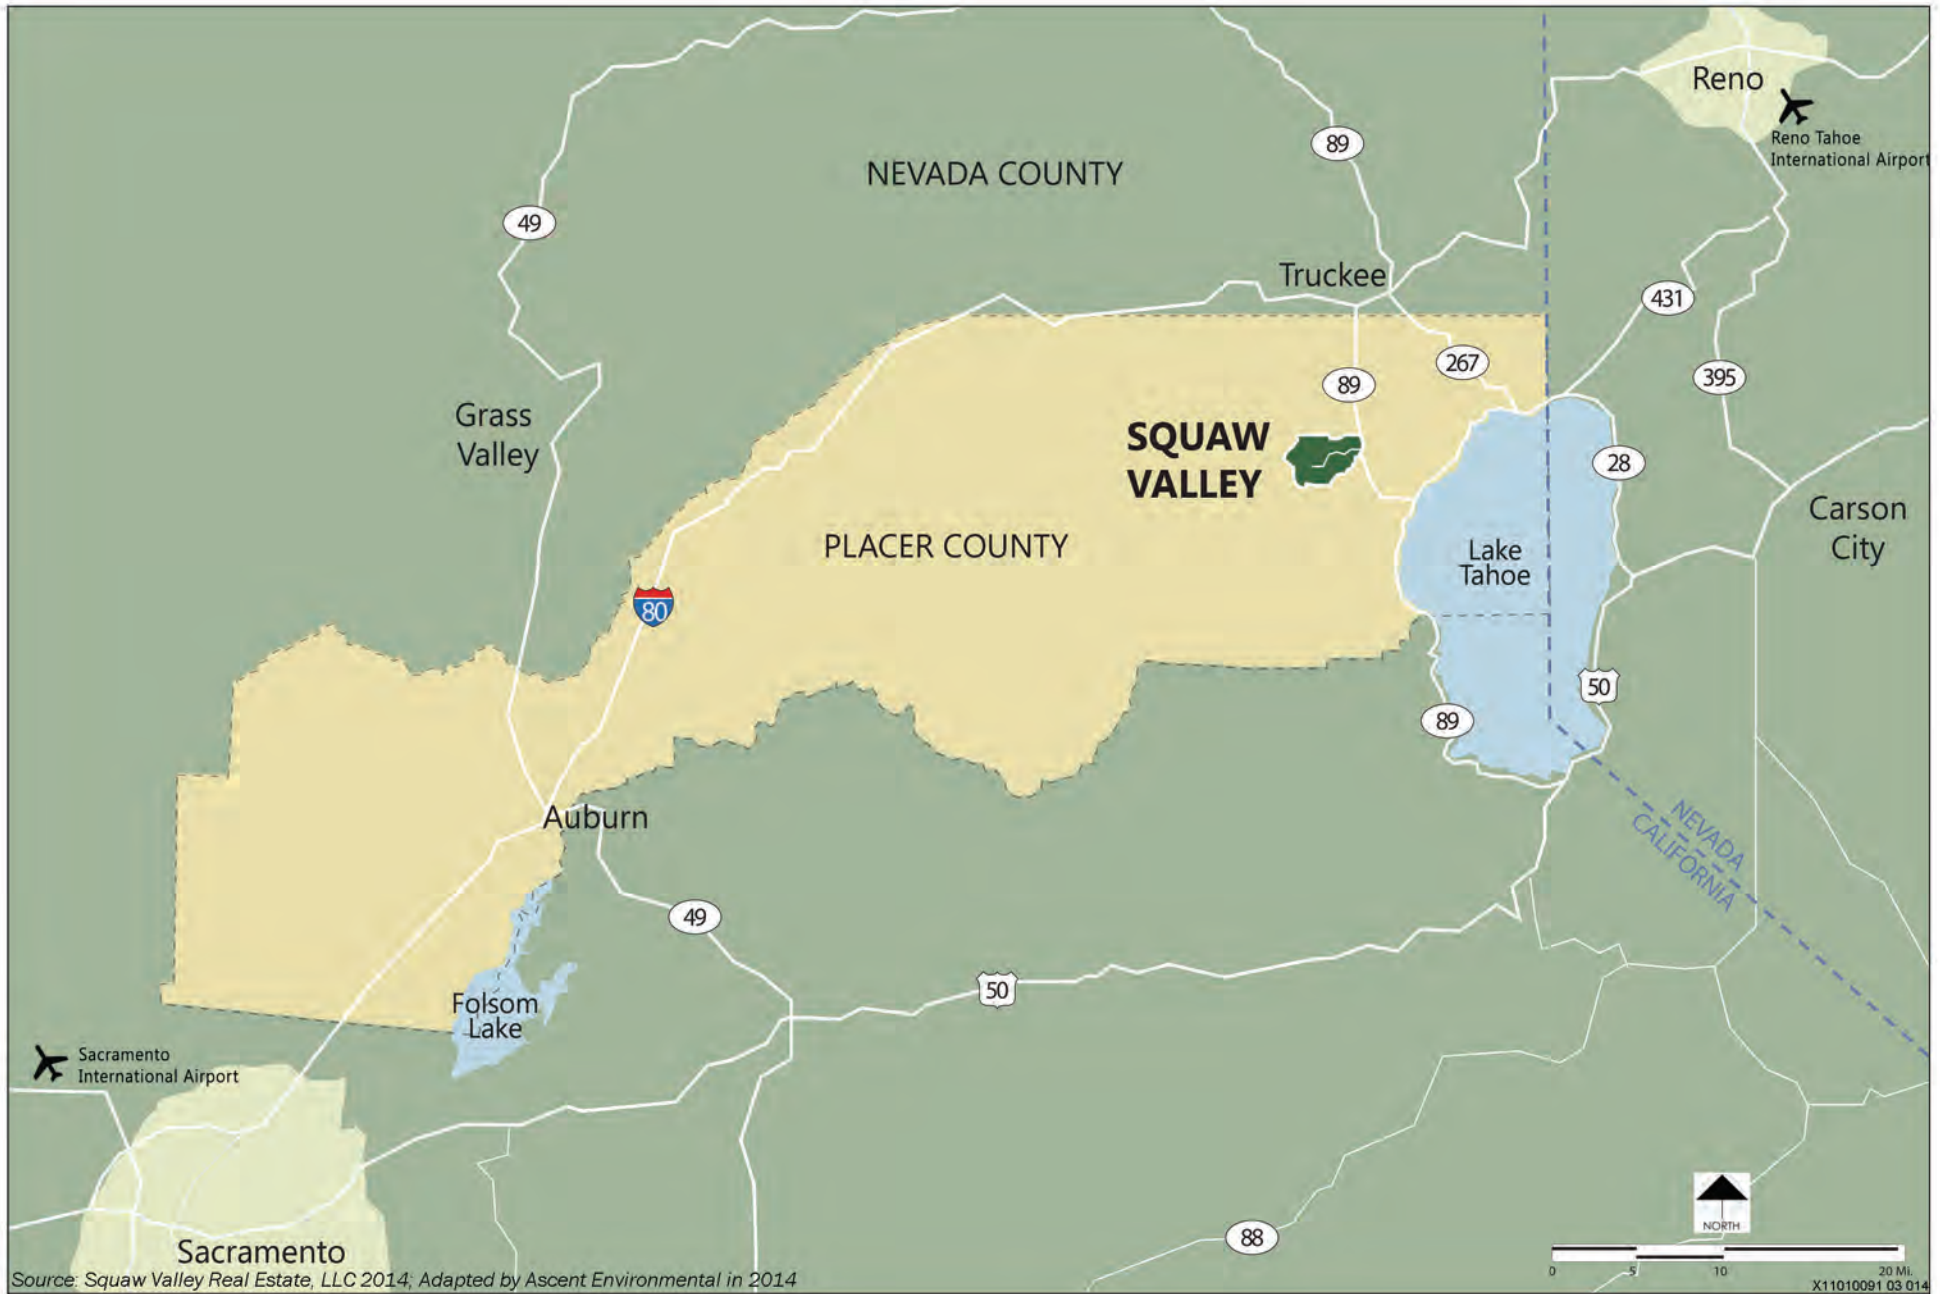 Reno
Reno Tahoe
International Airport
89
NEVADA COUNTY
49
Truckee
431
267
89
395
Grass
Valley
SQUAW
VALLEY
28
Carson
City
PLACER COUNTY
Lake
Tahoe
80
50
89
NEVADA
CALIFORNIA
Auburn
49
50
Folsom
Lake
Sacramento
International Airport
NORTH
88
Sacramento
0 5 10 20 Mi.
Source: Squaw Valley Real Estate, LLC 2014; Adapted by Ascent Environmental in 2014
X11010091 03 014